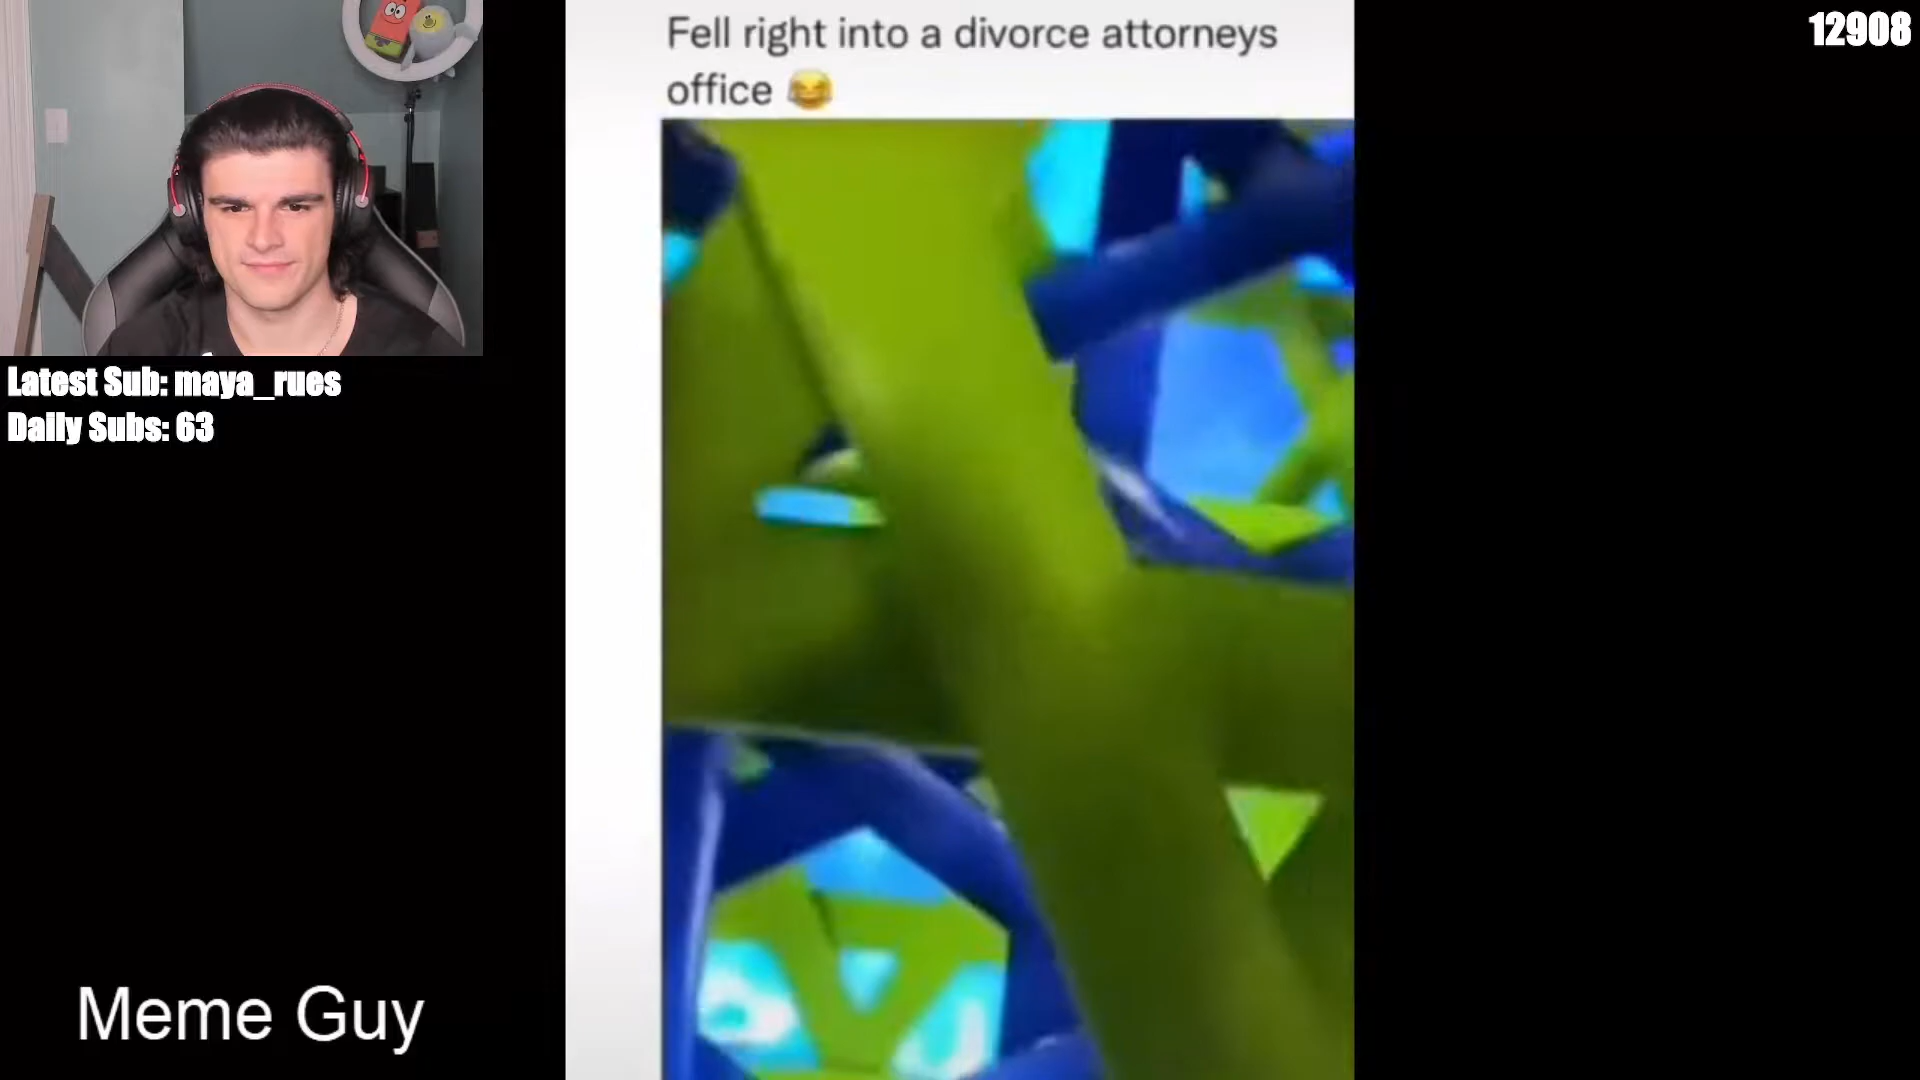 Fell right into a divorce attorneys
office 😂
12908
Latest Sub: maya_rues
Daily Subs: 63
Meme Guy